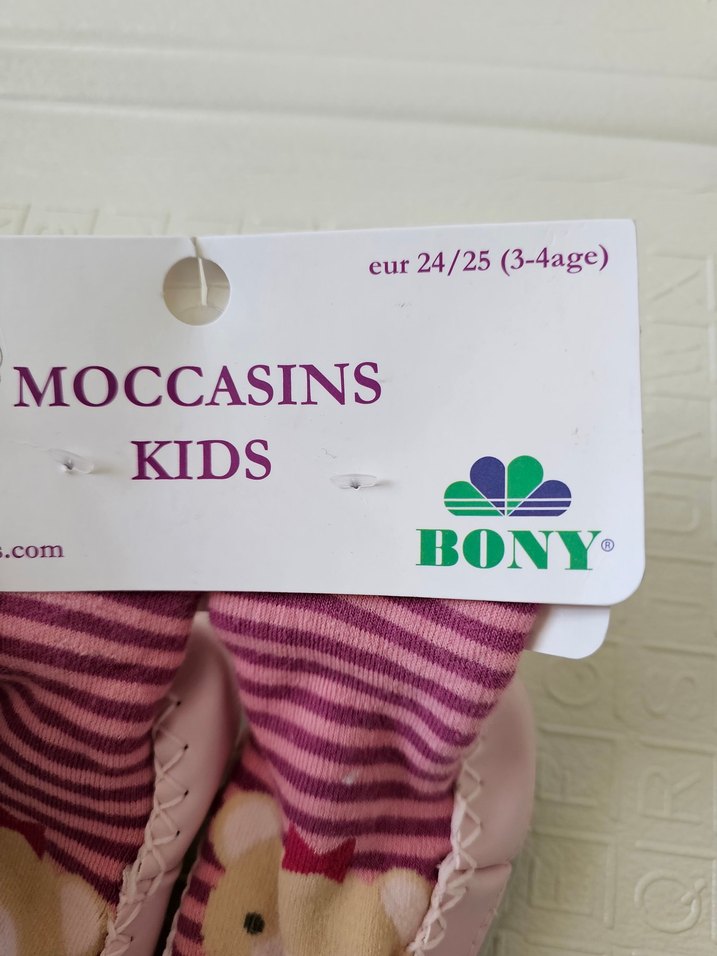 eur 24/25 (3-4age)
MOCCASINS
KIDS
s.com
BONY®